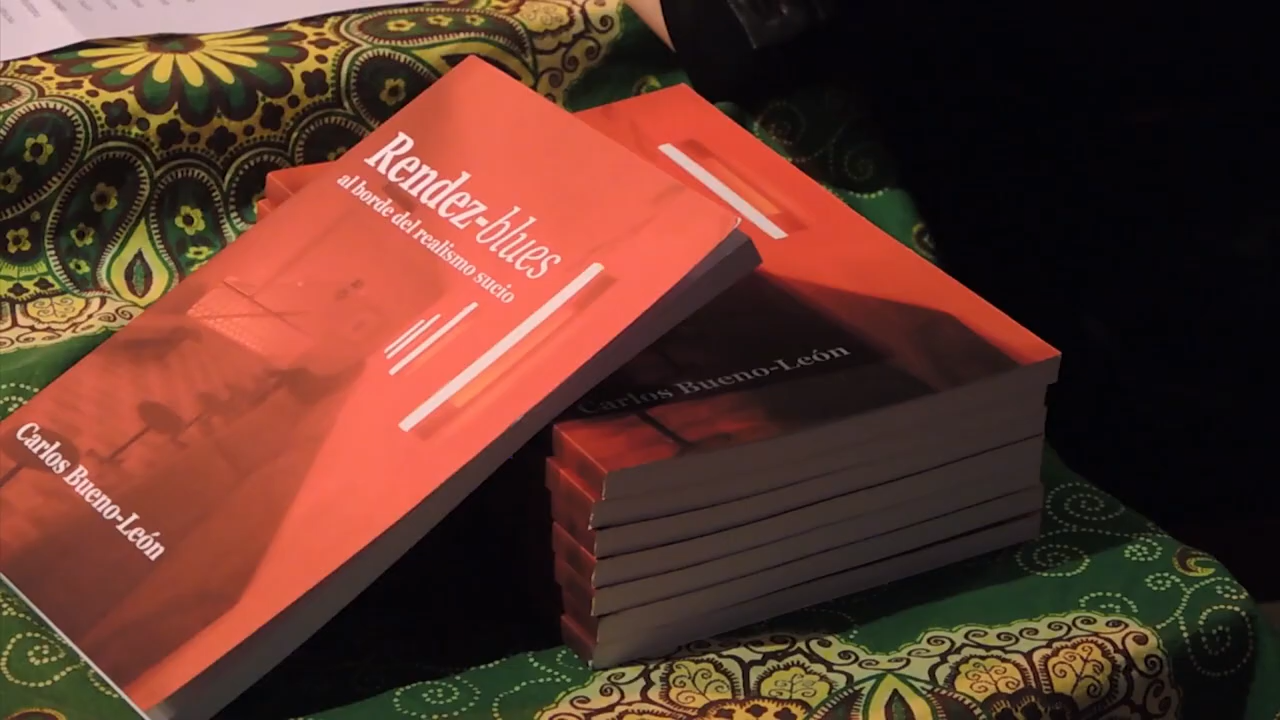 Rendez-blues
al borde del realismo sucio
Carlos Bueno-León
Carlos Bueno-León